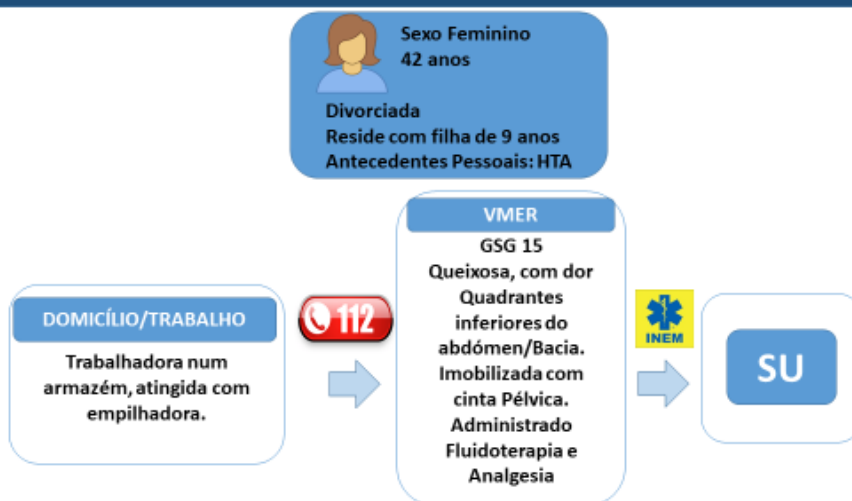 Sexo Feminino
42 anos
Divorciada
Reside com filha de 9 anos
Antecedentes Pessoais: HTA
DOMICÍLIO/TRABALHO
Trabalhadora num
armazém, atingida com
empilhadora.
112
VMER
GSG 15
Queixosa, com dor
Quadrantes
inferiores do
abdómen/Bacia.
Imobilizada com
cinta Pélvica.
Administrado
Fluidoterapia e
Analgesia
INEM
SU